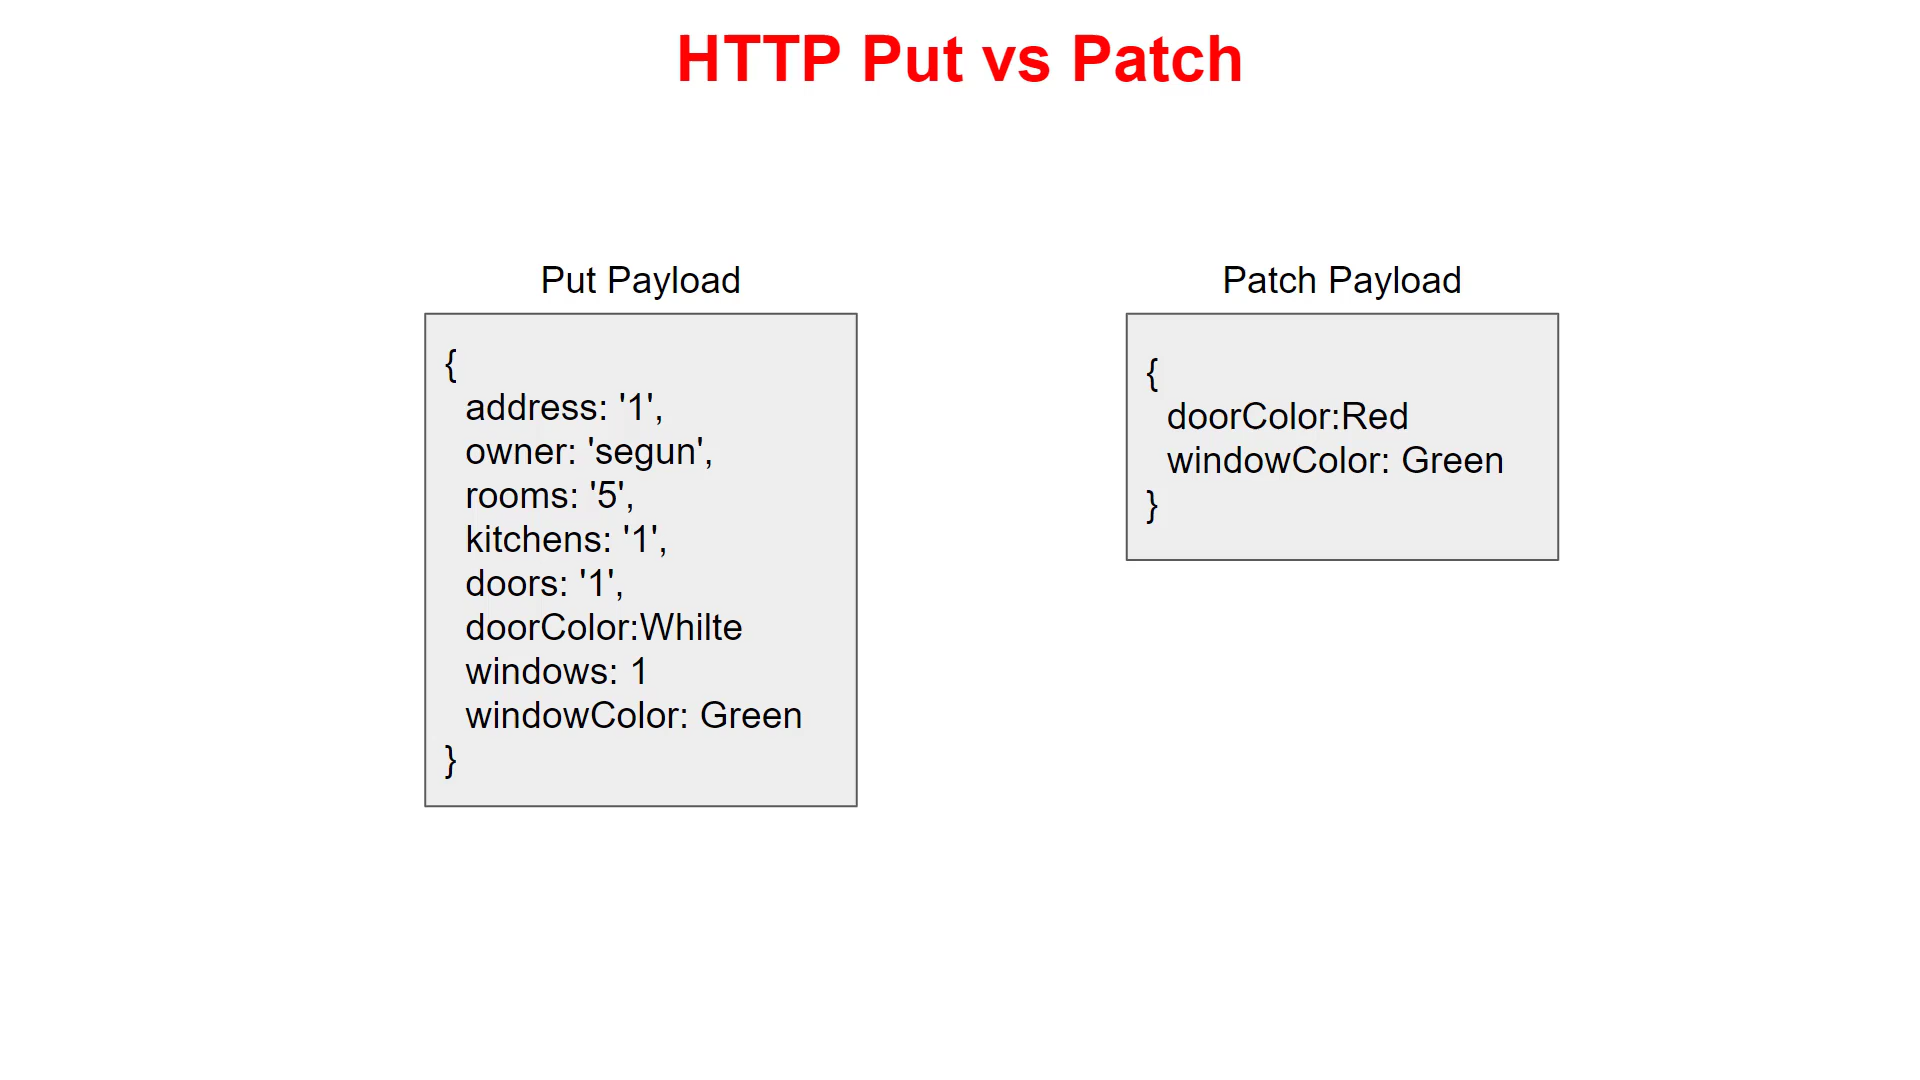 HTTP Put vs Patch
Put Payload
{
address: '1',
owner: 'segun',
rooms: '5',
kitchens: '1',
doors: '1',
doorColor:Whilte
windows: 1
windowColor: Green
}
Patch Payload
{
doorColor:Red
windowColor: Green
}